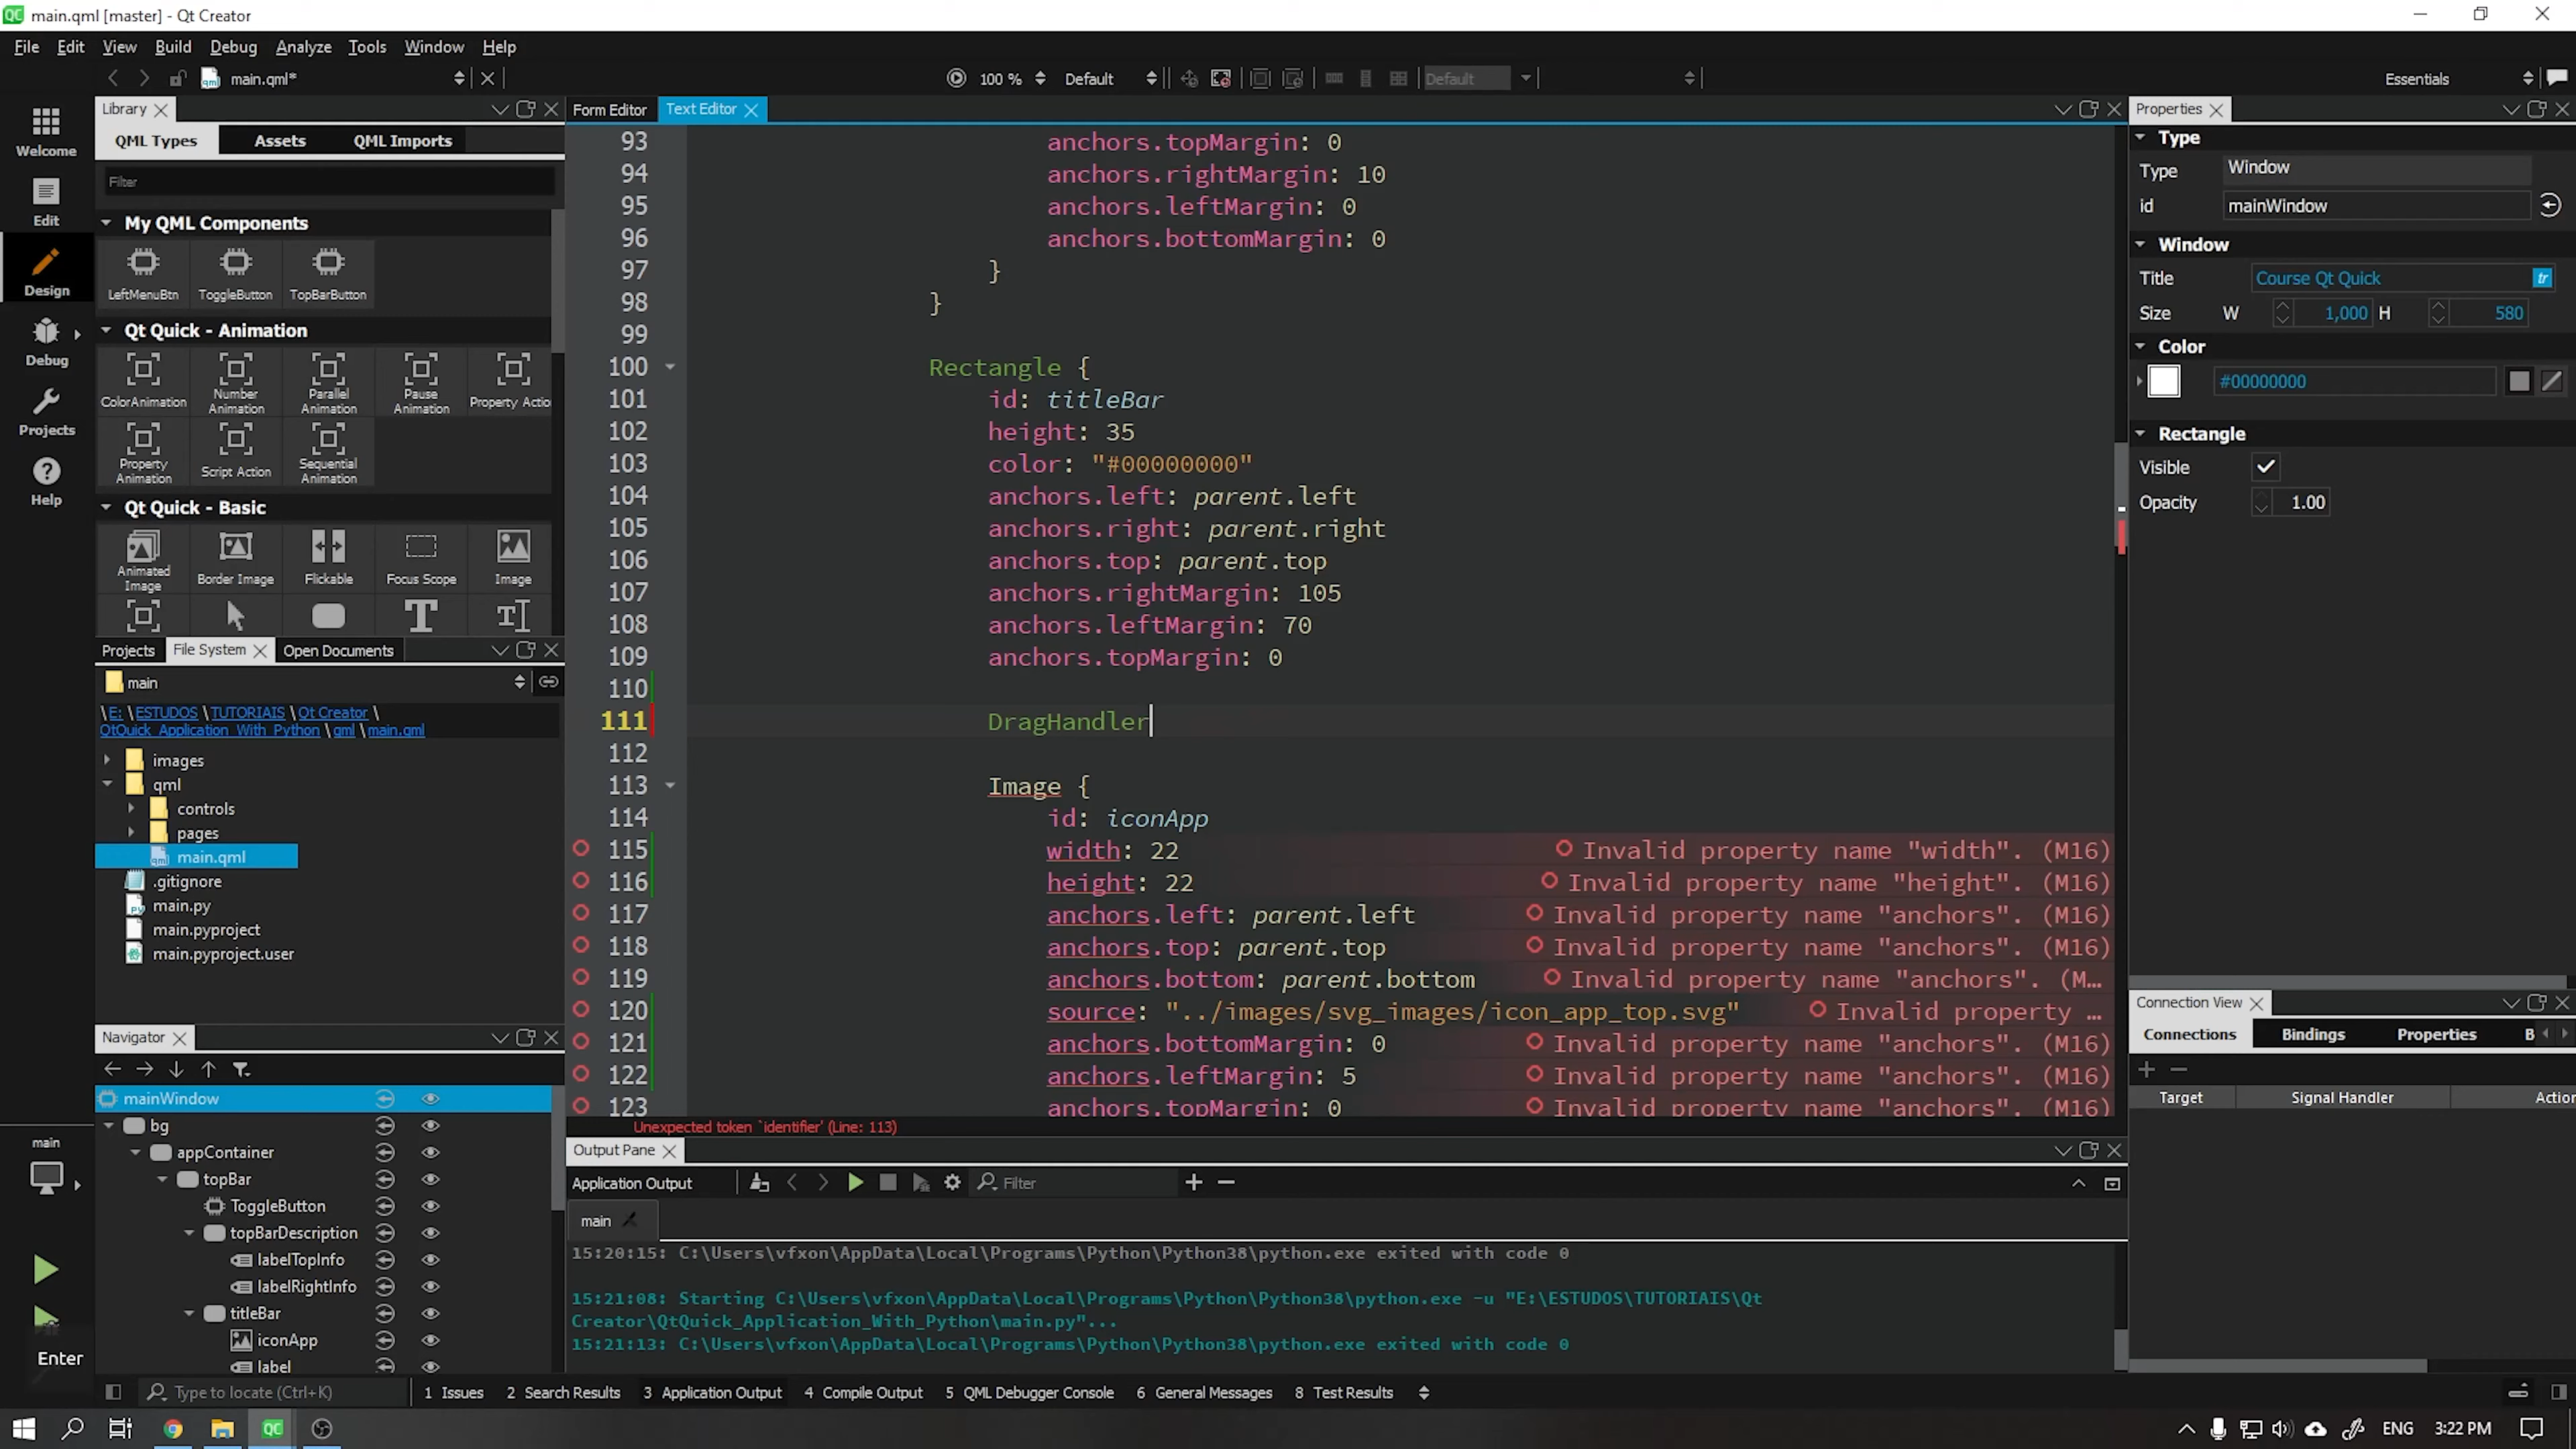 main.qml [master] - Qt Creator
File Edit View Build Debug Analyze Tools Window Help
main.qml*
100 % Default Default Essentials
Welcome
Edit
Design
Debug
Projects
Help
main
Enter
Library
QML Types Assets QML Imports
Filter
My QML Components
LeftMenuBtn ToggleButton TopBarButton
Qt Quick - Animation
ColorAnimation Number Animation Parallel Animation Pause Animation Property Actio
Property Animation Script Action Sequential Animation
Qt Quick - Basic
Animated Image Border Image Flickable Focus Scope Image
Projects File System Open Documents
main
\E: \ESTUDOS \TUTORIAIS \Qt Creator \
QtQuick_Application_With_Python \qml \main.qml
images
qml
controls
pages
main.qml
.gitignore
main.py
main.pyproject
main.pyproject.user
Navigator
mainWindow
bg
appContainer
topBar
ToggleButton
topBarDescription
labelTopInfo
labelRightInfo
titleBar
iconApp
label
Form Editor Text Editor
93 anchors.topMargin: 0
94 anchors.rightMargin: 10
95 anchors.leftMargin: 0
96 anchors.bottomMargin: 0
97 }
98 }
99
100 Rectangle {
101 id: titleBar
102 height: 35
103 color: "#00000000"
104 anchors.left: parent.left
105 anchors.right: parent.right
106 anchors.top: parent.top
107 anchors.rightMargin: 105
108 anchors.leftMargin: 70
109 anchors.topMargin: 0
110
111 DragHandler
112
113 Image {
114 id: iconApp
115 width: 22 Invalid property name "width". (M16)
116 height: 22 Invalid property name "height". (M16)
117 anchors.left: parent.left Invalid property name "anchors". (M16)
118 anchors.top: parent.top Invalid property name "anchors". (M16)
119 anchors.bottom: parent.bottom Invalid property name "anchors". (M...
120 source: "../images/svg_images/icon_app_top.svg" Invalid property ...
121 anchors.bottomMargin: 0 Invalid property name "anchors". (M16)
122 anchors.leftMargin: 5 Invalid property name "anchors". (M16)
123 anchors.topMargin: 0 Invalid property name "anchors". (M16)
Unexpected token `identifier' (Line: 113)
Output Pane
Application Output Filter
main
15:20:15: C:\Users\vfxon\AppData\Local\Programs\Python\Python38\python.exe exited with code 0
15:21:08: Starting C:\Users\vfxon\AppData\Local\Programs\Python\Python38\python.exe -u "E:\ESTUDOS\TUTORIAIS\Qt
Creator\QtQuick_Application_With_Python\main.py"...
15:21:13: C:\Users\vfxon\AppData\Local\Programs\Python\Python38\python.exe exited with code 0
Properties
Type
Type Window
id mainWindow
Window
Title Course Qt Quick tr
Size W 1,000 H 580
Color
#00000000
Rectangle
Visible
Opacity 1.00
Connection View
Connections Bindings Properties B
Target Signal Handler Action
Type to locate (Ctrl+K) 1 Issues 2 Search Results 3 Application Output 4 Compile Output 5 QML Debugger Console 6 General Messages 8 Test Results
ENG 3:22 PM